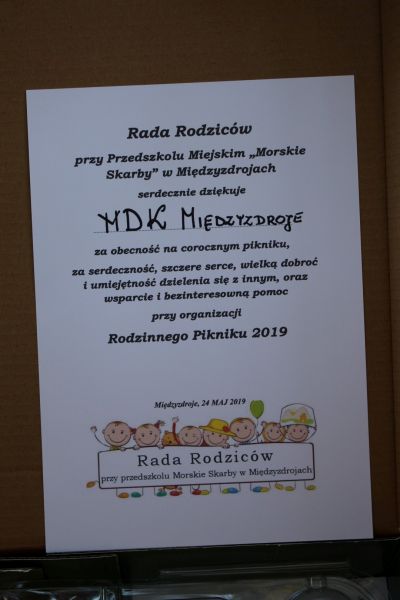 Rada Rodziców
przy Przedszkolu Miejskim „Morskie
Skarby” w Międzyzdrojach
serdecznie dziękuje
MDK MIĘDZYZDROJE
za obecność na corocznym pikniku,
za serdeczność, szczere serce, wielką dobroć
i umiejętność dzielenia się z innym, oraz
wsparcie i bezinteresowną pomoc
przy organizacji
Rodzinnego Pikniku 2019
Międzyzdroje, 24 MAJ 2019
Rada Rodziców
przy przedszkolu Morskie Skarby w Międzyzdrojach